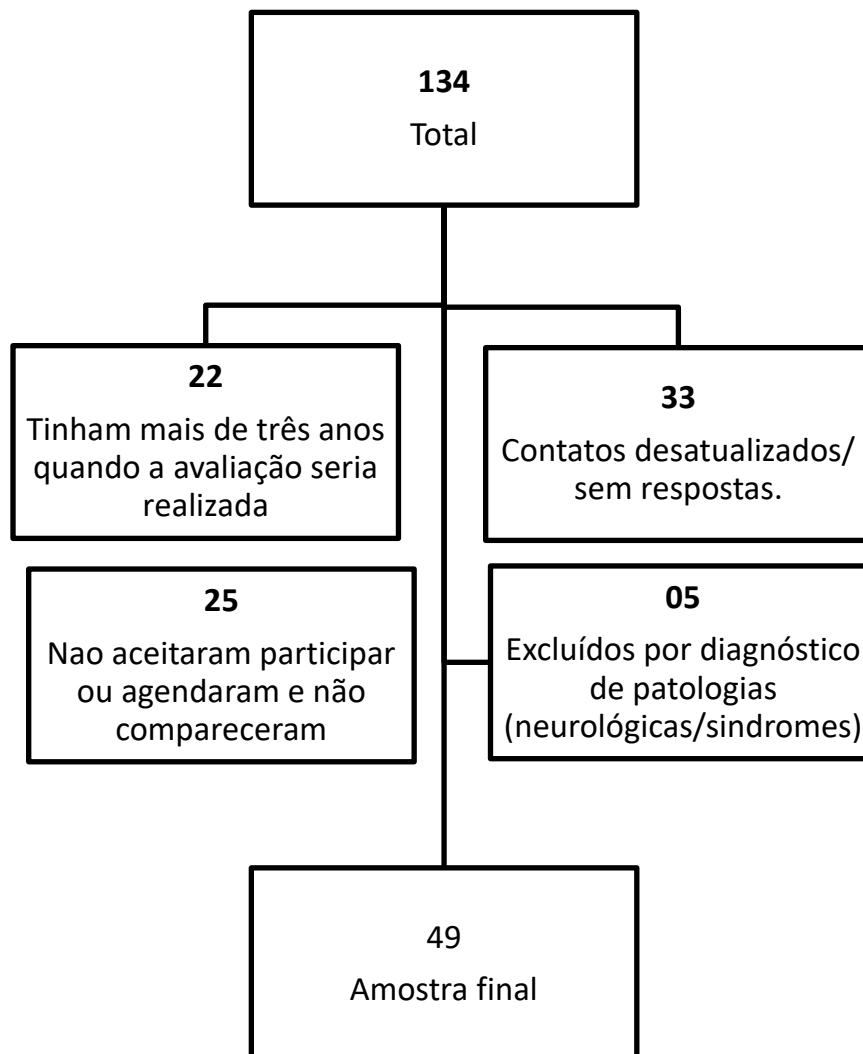 134
Total
22
Tinham mais de três anos
quando a avaliação seria
realizada
33
Contatos desatualizados/
sem respostas.
25
Nao aceitaram participar
ou agendaram e não
compareceram
05
Excluídos por diagnóstico
de patologias
(neurológicas/sindromes)
49
Amostra final